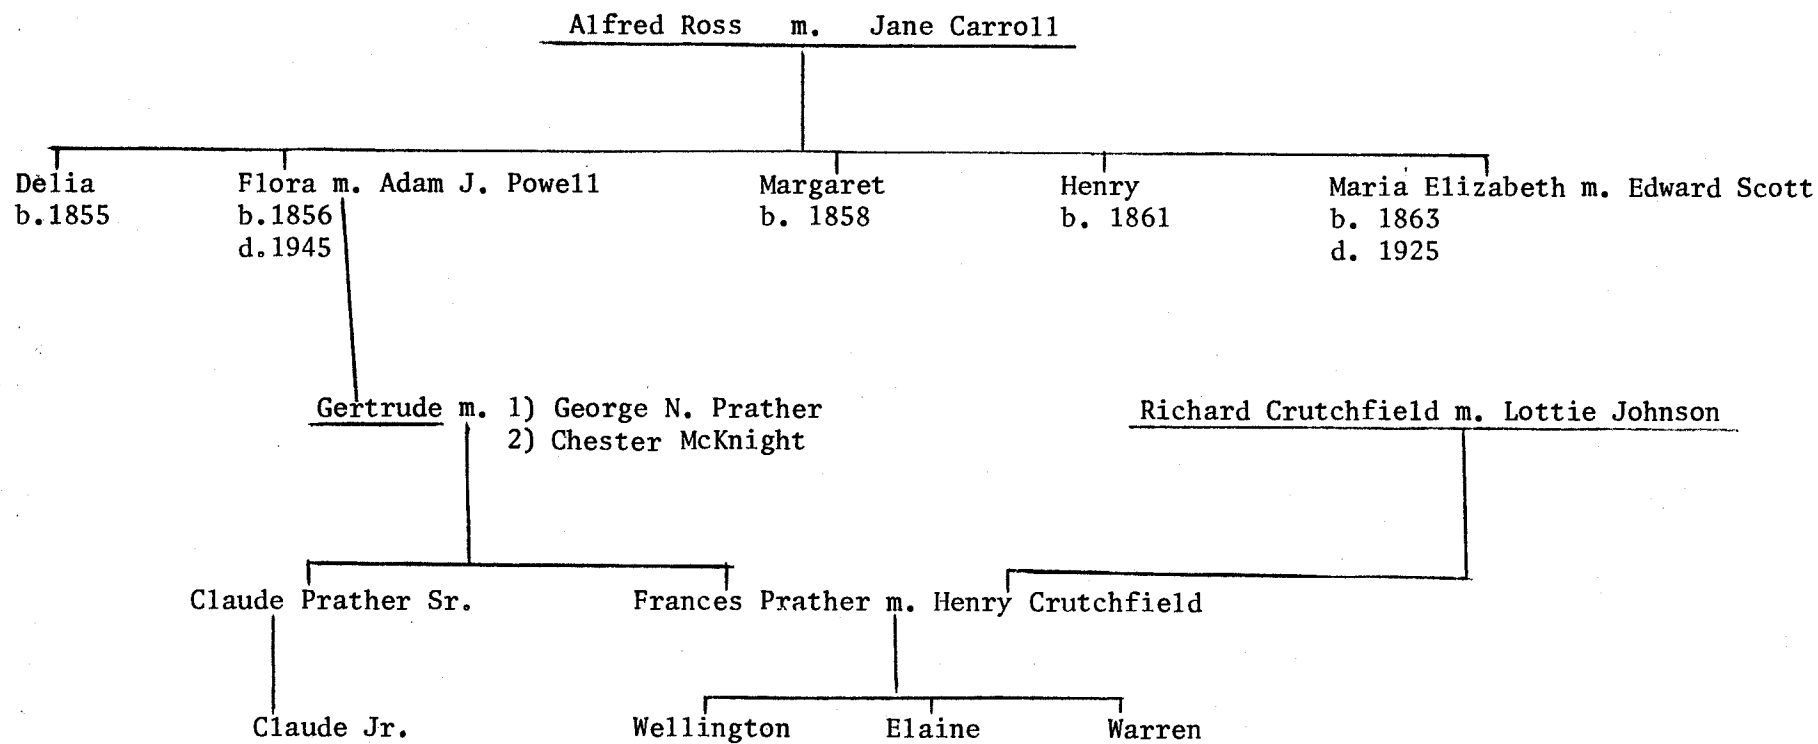 Alfred Ross m. Jane Carroll
Delia Flora m. Adam J. Powell Margaret Henry Maria Elizabeth m. Edward Scott
b.1855 b.1856 b. 1858 b. 1861 b. 1863
d.1945 d. 1925
Gertrude m. 1) George N. Prather Richard Crutchfield m. Lottie Johnson
2) Chester McKnight
Claude Prather Sr. Frances Prather m. Henry Crutchfield
Claude Jr. Wellington Elaine Warren